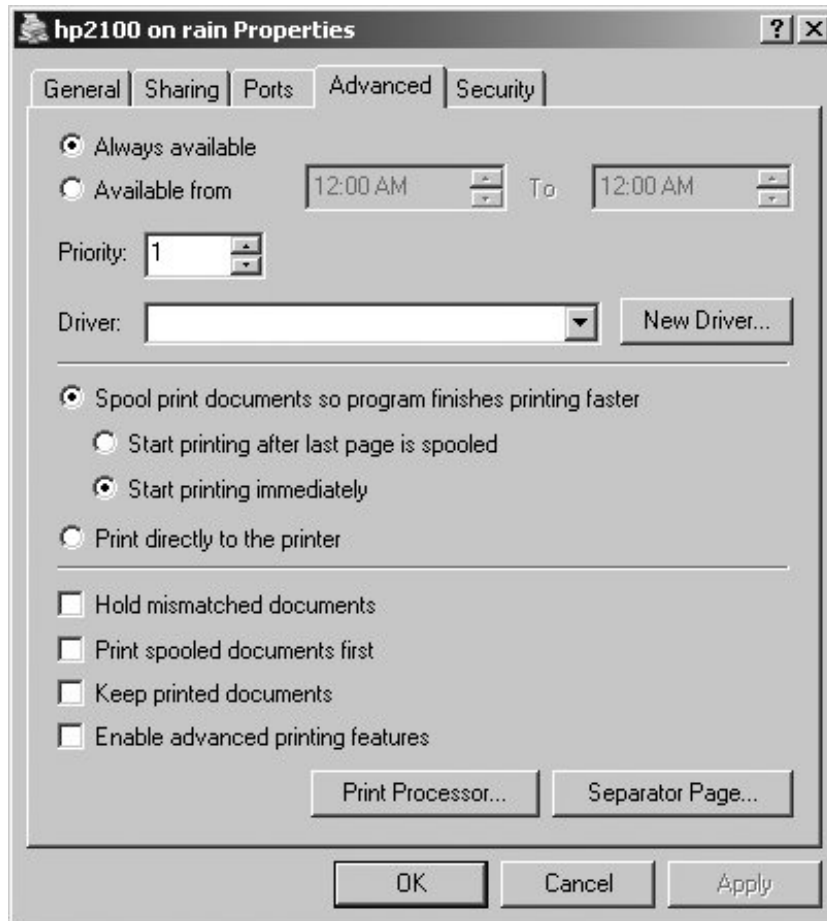 hp2100 on rain Properties
General Sharing Ports Advanced Security
Always available
Available from 12:00 AM To 12:00 AM
Priority: 1
Driver: New Driver...
Spool print documents so program finishes printing faster
Start printing after last page is spooled
Start printing immediately
Print directly to the printer
Hold mismatched documents
Print spooled documents first
Keep printed documents
Enable advanced printing features
Print Processor... Separator Page...
OK Cancel Apply